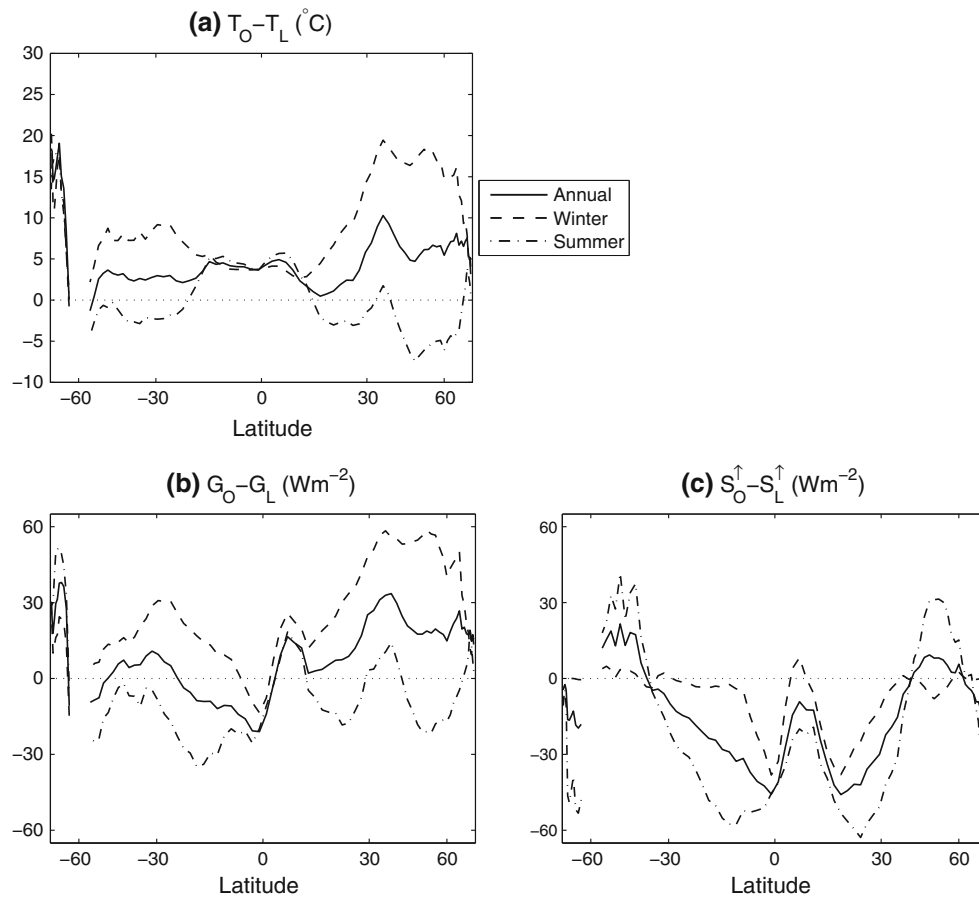 (a) T_O−T_L (°C)
30
25
20
15
10
5
0
−5
−10
−60 −30 0 30 60
Latitude
Annual
Winter
Summer
(b) G_O−G_L (Wm⁻²)
60
30
0
−30
−60
−60 −30 0 30 60
Latitude
(c) S_O^↑−S_L^↑ (Wm⁻²)
60
30
0
−30
−60
−60 −30 0 30 60
Latitude